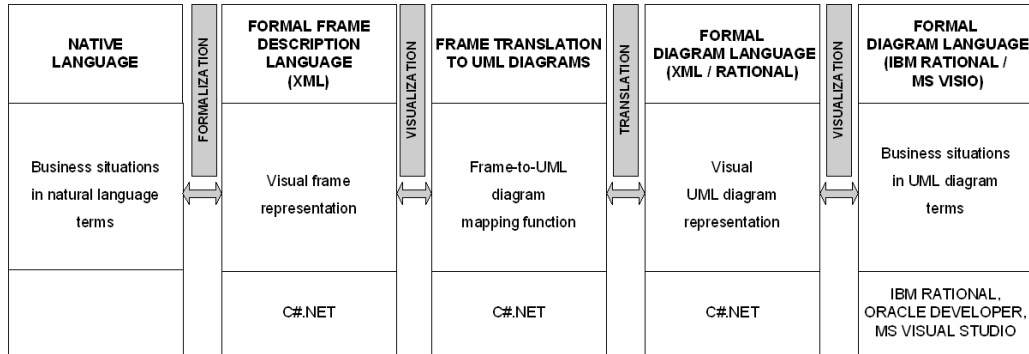 NATIVE
LANGUAGE
FORMALIZATION
FORMAL FRAME
DESCRIPTION
LANGUAGE
(XML)
VISUALIZATION
FRAME TRANSLATION
TO UML DIAGRAMS
TRANSLATION
FORMAL
DIAGRAM LANGUAGE
(XML / RATIONAL)
VISUALIZATION
FORMAL
DIAGRAM LANGUAGE
(IBM RATIONAL /
MS VISIO)
Business situations
in natural language
terms
Visual frame
representation
Frame-to-UML
diagram
mapping function
Visual
UML diagram
representation
Business situations
in UML diagram
terms
C#.NET
C#.NET
C#.NET
IBM RATIONAL,
ORACLE DEVELOPER,
MS VISUAL STUDIO